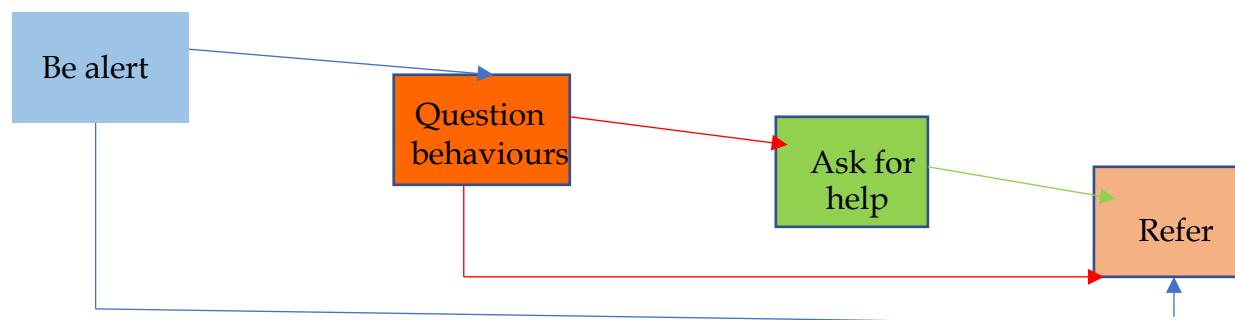 Be alert
Question
behaviours
Ask for
help
Refer